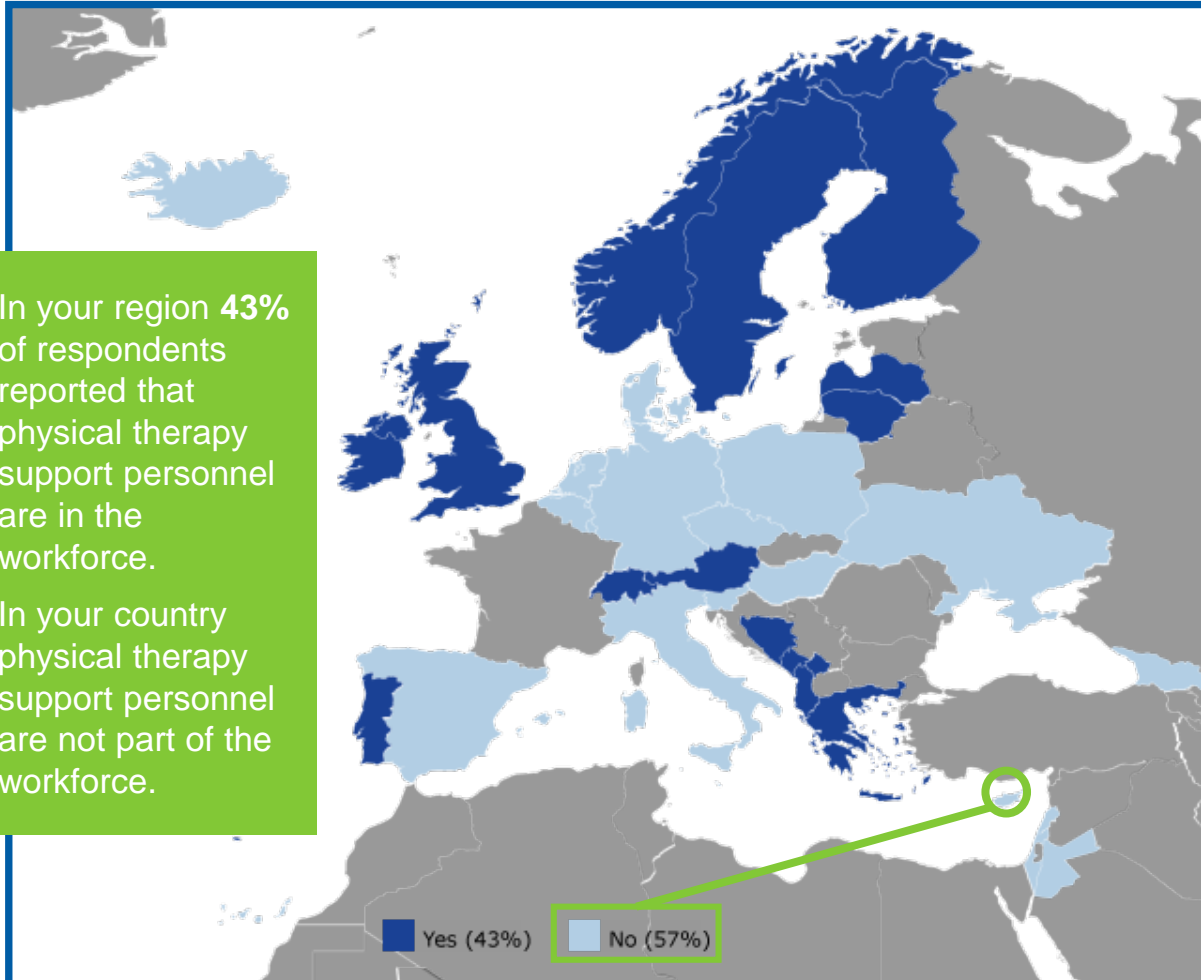 In your region 43%
of respondents
reported that
physical therapy
support personnel
are in the
workforce.
In your country
physical therapy
support personnel
are not part of the
workforce.
Yes (43%)
No (57%)